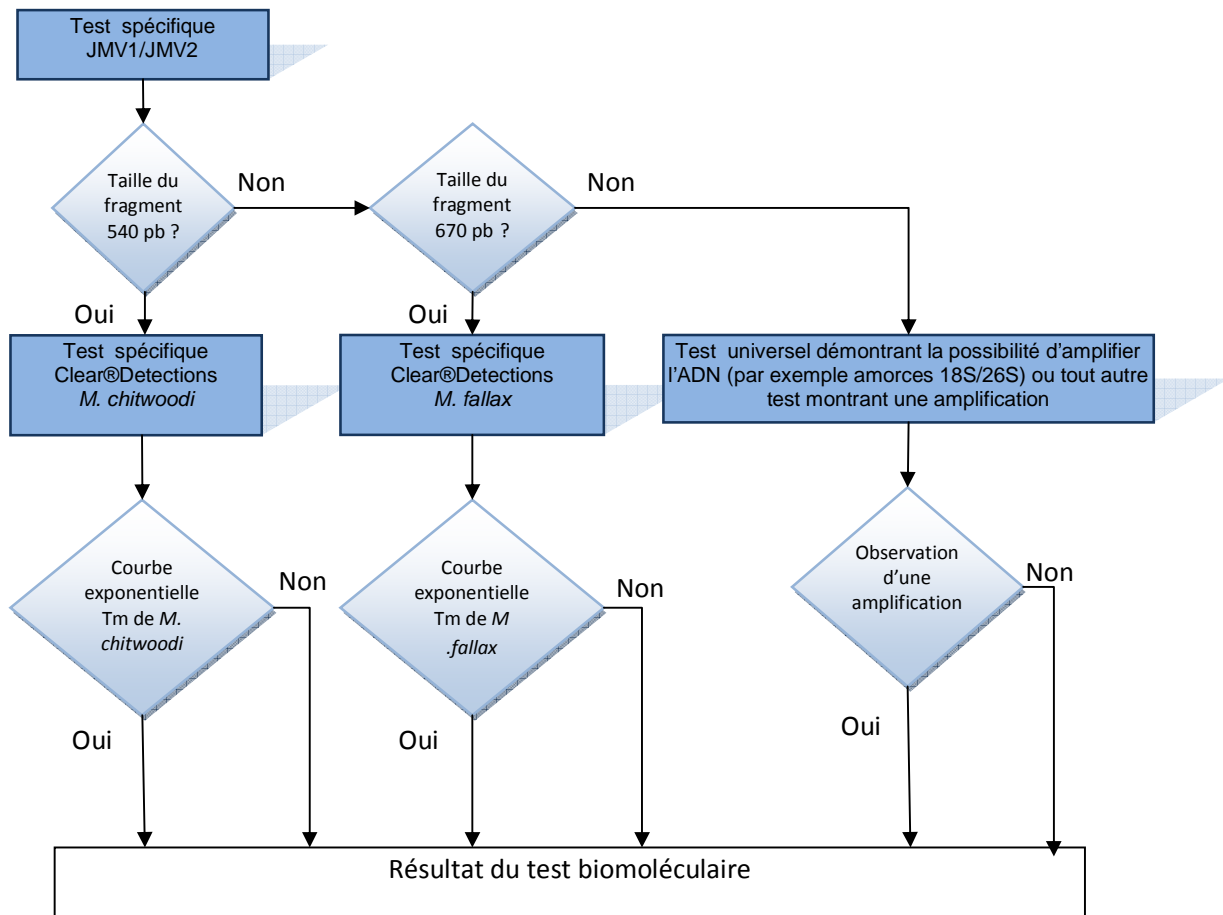 Test spécifique
JMV1/JMV2
Taille du
fragment
540 pb ?
Non
Taille du
fragment
670 pb ?
Non
Oui
Oui
Test spécifique
Clear®Detections
M. chitwoodi
Test spécifique
Clear®Detections
M. fallax
Test universel démontrant la possibilité d’amplifier
l’ADN (par exemple amorces 18S/26S) ou tout autre
test montrant une amplification
Courbe
exponentielle
Tm de M.
chitwoodi
Non
Courbe
exponentielle
Tm de M
.fallax
Non
Observation
d’une
amplification
Non
Oui
Oui
Oui
Résultat du test biomoléculaire